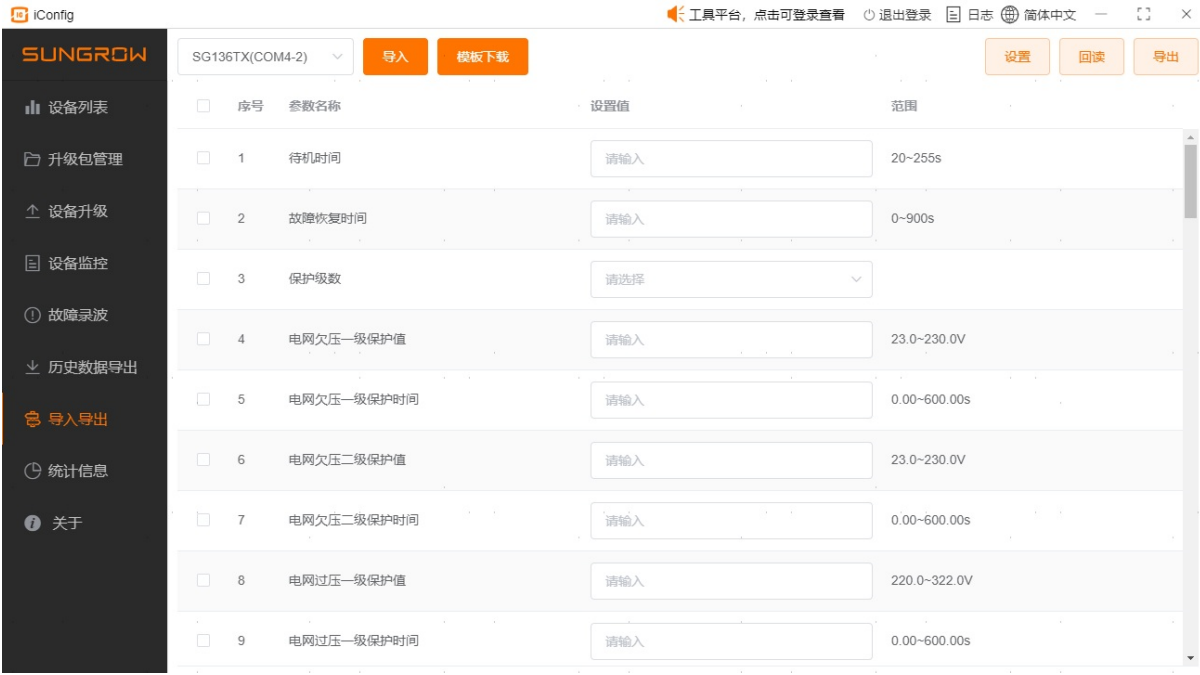 iConfig 工具平台，点击可登录查看 退出登录 日志 简体中文
SUNGROW SG136TX(COM4-2) 导入 模板下载 设置 回读 导出
设备列表
升级包管理
设备升级
设备监控
故障录波
历史数据导出
导入导出
统计信息
关于
序号 参数名称 设置值 范围
1 待机时间 请输入 20~255s
2 故障恢复时间 请输入 0~900s
3 保护级数 请选择
4 电网欠压一级保护值 请输入 23.0~230.0V
5 电网欠压一级保护时间 请输入 0.00~600.00s
6 电网欠压二级保护值 请输入 23.0~230.0V
7 电网欠压二级保护时间 请输入 0.00~600.00s
8 电网过压一级保护值 请输入 220.0~322.0V
9 电网过压一级保护时间 请输入 0.00~600.00s